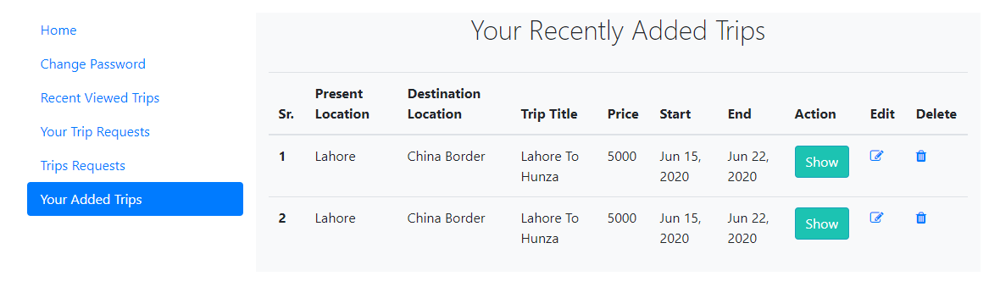 Home
Change Password
Recent Viewed Trips
Your Trip Requests
Trips Requests
Your Added Trips
Your Recently Added Trips
Sr. Present Location Destination Location Trip Title Price Start End Action Edit Delete
1 Lahore China Border Lahore To Hunza 5000 Jun 15, 2020 Jun 22, 2020 Show
2 Lahore China Border Lahore To Hunza 5000 Jun 15, 2020 Jun 22, 2020 Show